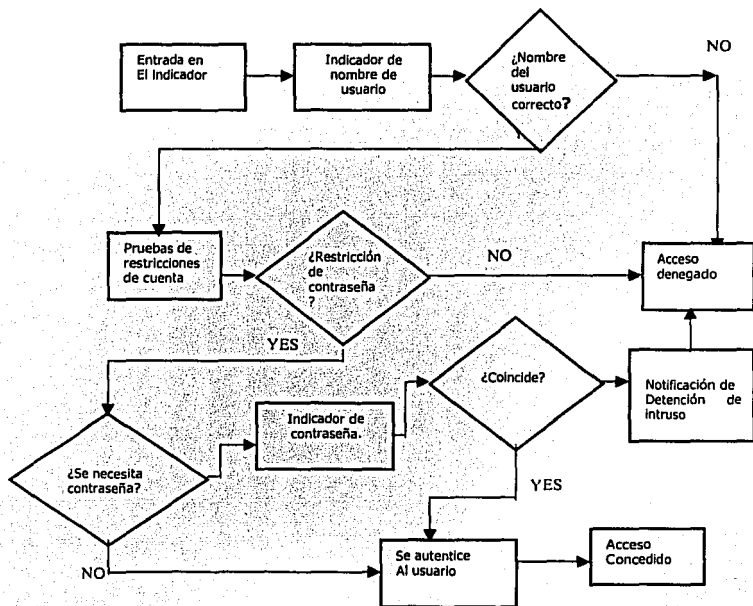 Entrada en
El Indicador
Indicador de
nombre de
usuario
¿Nombre
del
usuario
correcto?
NO
Pruebas de
restricciones
de cuenta
¿Restricción
de
contraseña
?
NO
Acceso
denegado
YES
¿Se necesita
contraseña?
Indicador de
contraseña.
¿Coincide?
Notificación de
Detención de
intruso
YES
NO
Se autentice
Al usuario
Acceso
Concedido